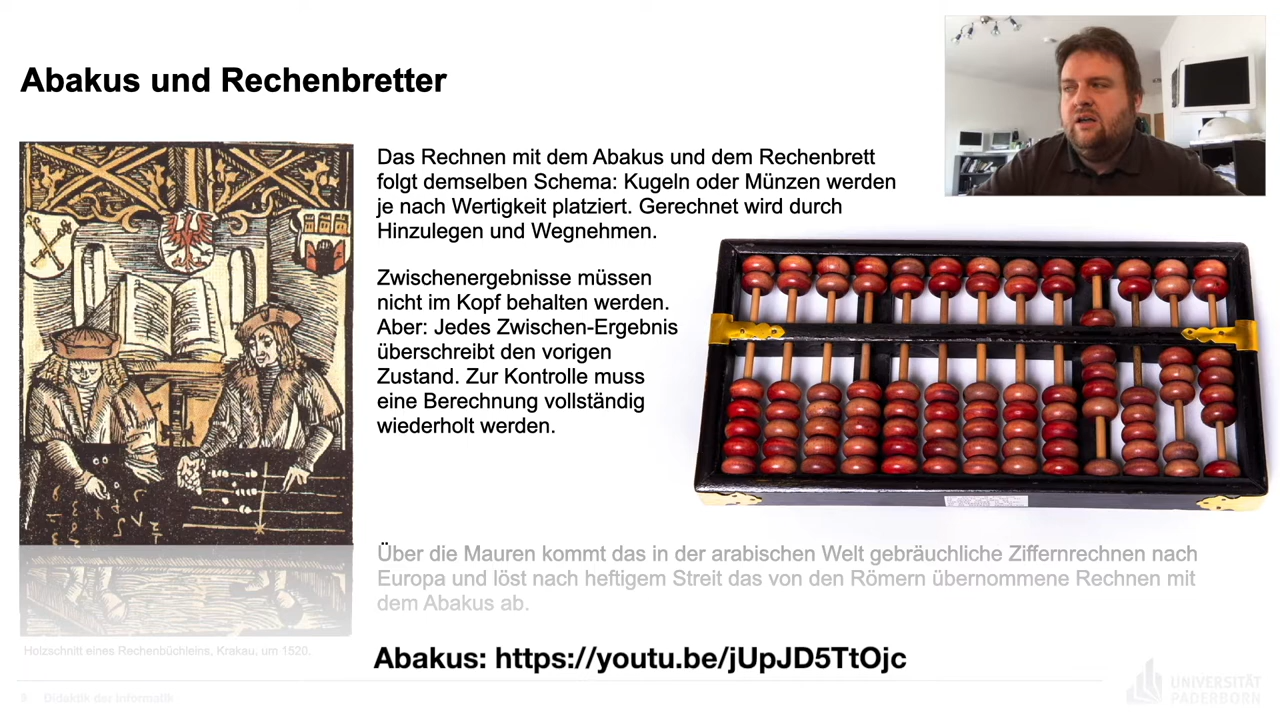 Abakus und Rechenbretter
Das Rechnen mit dem Abakus und dem Rechenbrett
folgt demselben Schema: Kugeln oder Münzen werden
je nach Wertigkeit platziert. Gerechnet wird durch
Hinzulegen und Wegnehmen.
Zwischenergebnisse müssen
nicht im Kopf behalten werden.
Aber: Jedes Zwischen-Ergebnis
überschreibt den vorigen
Zustand. Zur Kontrolle muss
eine Berechnung vollständig
wiederholt werden.
Über die Mauren kommt das in der arabischen Welt gebräuchliche Ziffernrechnen nach
Europa und löst nach heftigem Streit das von den Römern übernommene Rechnen mit
dem Abakus ab.
Holzschnitt eines Rechenbüchleins, Krakau, um 1520.
Abakus: https://youtu.be/jUpJD5TtOjc
3 Didaktik der Informatik
UNIVERSITÄT
PADERBORN